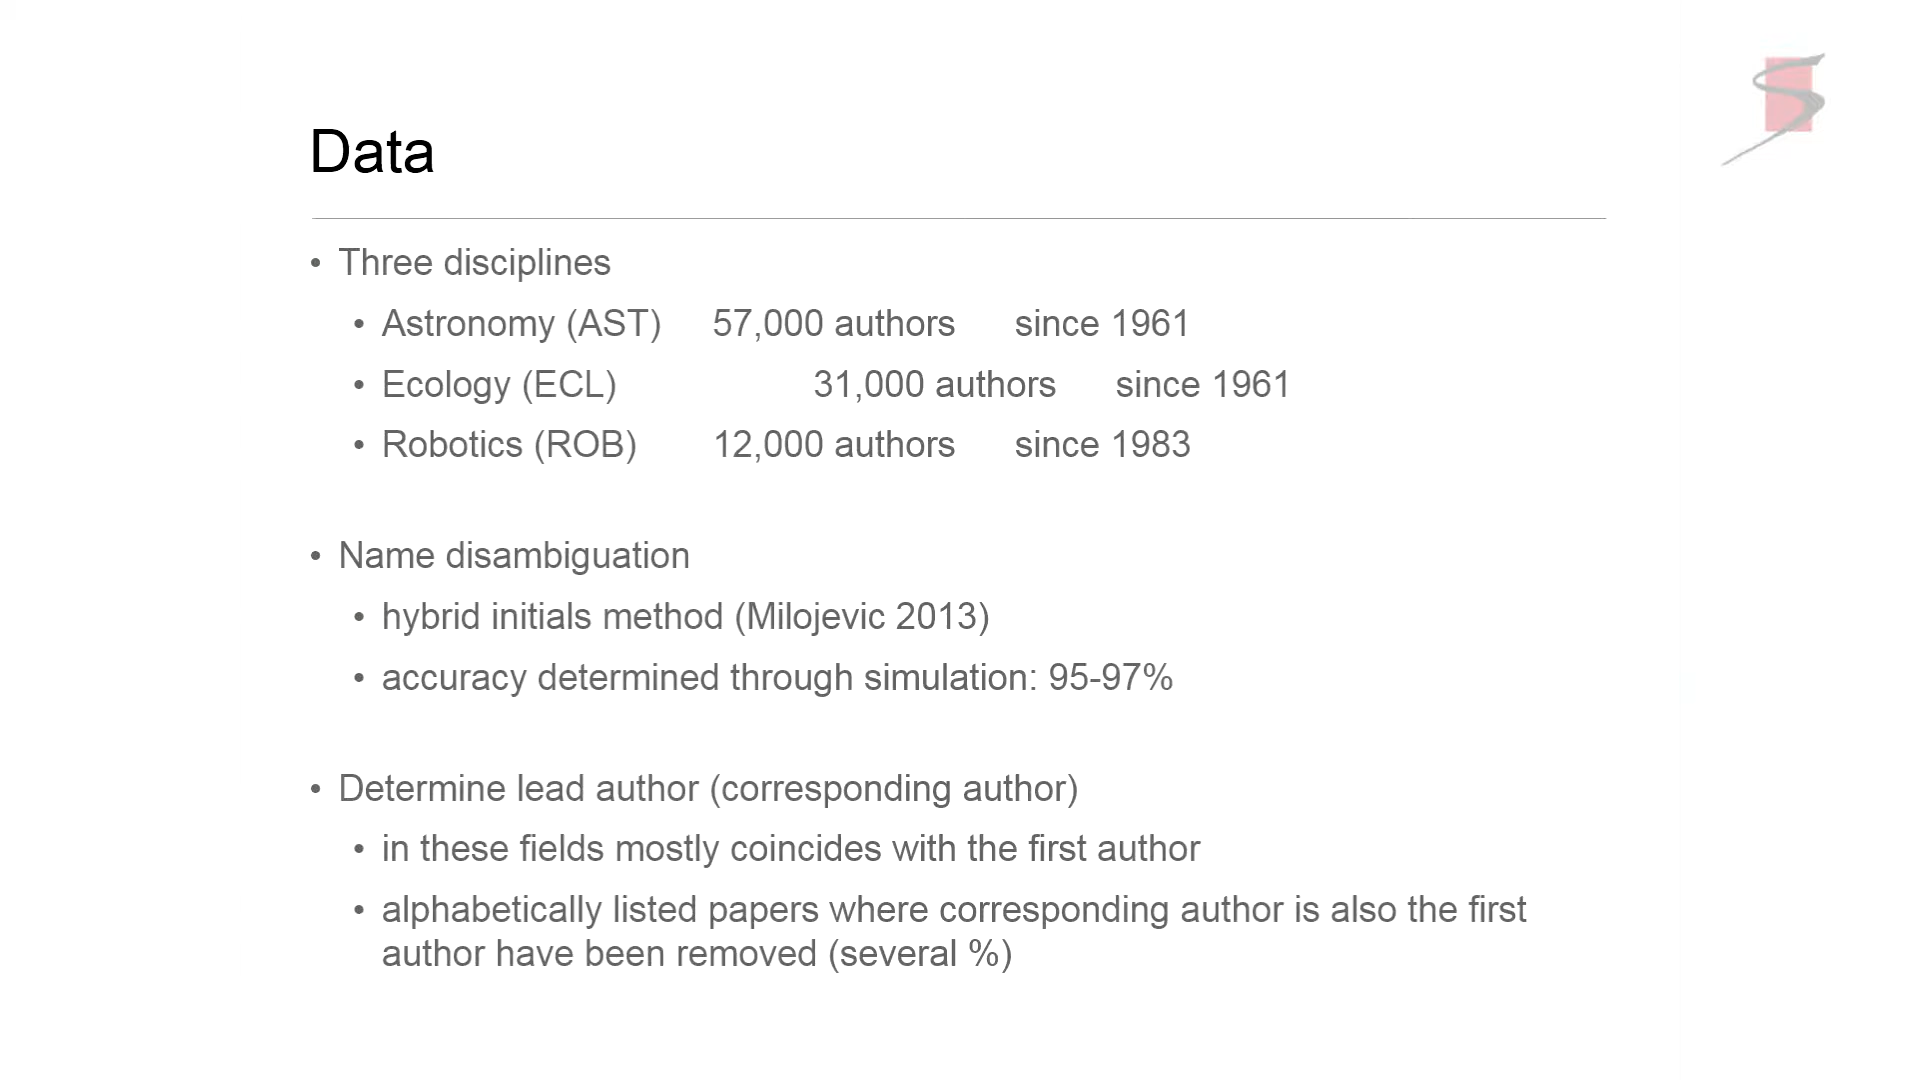 Data
• Three disciplines
• Astronomy (AST) 57,000 authors since 1961
• Ecology (ECL) 31,000 authors since 1961
• Robotics (ROB) 12,000 authors since 1983
• Name disambiguation
• hybrid initials method (Milojevic 2013)
• accuracy determined through simulation: 95-97%
• Determine lead author (corresponding author)
• in these fields mostly coincides with the first author
• alphabetically listed papers where corresponding author is also the first
author have been removed (several %)